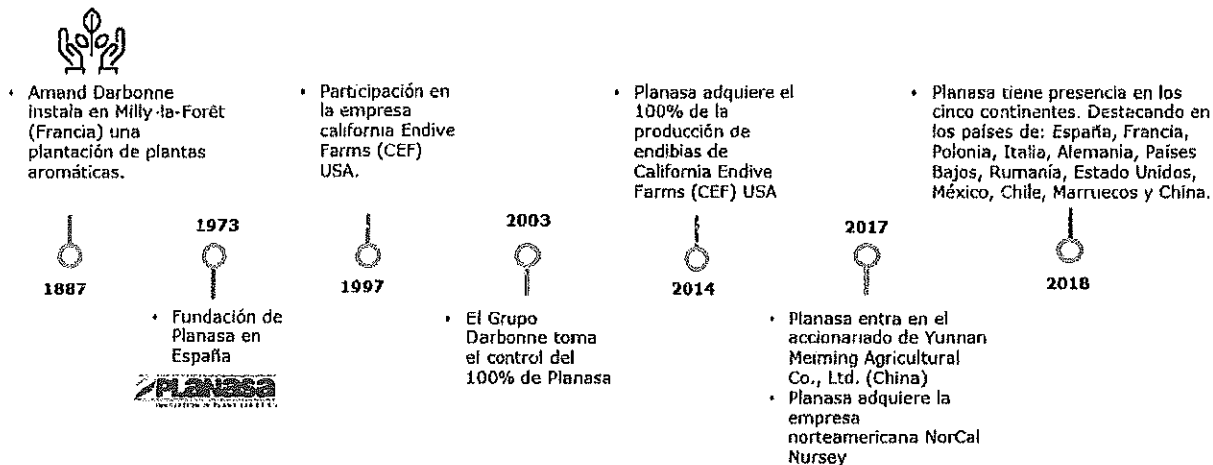 • Amand Darbonne
instala en Milly-la-Forêt
(Francia) una
plantación de plantas
aromáticas.
1887
1973
• Fundación de
Planasa en
España
PLANASA
• Participación en
la empresa
california Endive
Farms (CEF)
USA.
1997
2003
• El Grupo
Darbonne toma
el control del
100% de Planasa
• Planasa adquiere el
100% de la
producción de
endibias de
California Endive
Farms (CEF) USA
2014
2017
• Planasa entra en el
accionariado de Yunnan
Meiming Agricultural
Co., Ltd. (China)
• Planasa adquiere la
empresa
norteamericana NorCal
Nursey
• Planasa tiene presencia en los
cinco continentes. Destacando en
los países de: España, Francia,
Polonia, Italia, Alemania, Países
Bajos, Rumanía, Estado Unidos,
México, Chile, Marruecos y China.
2018